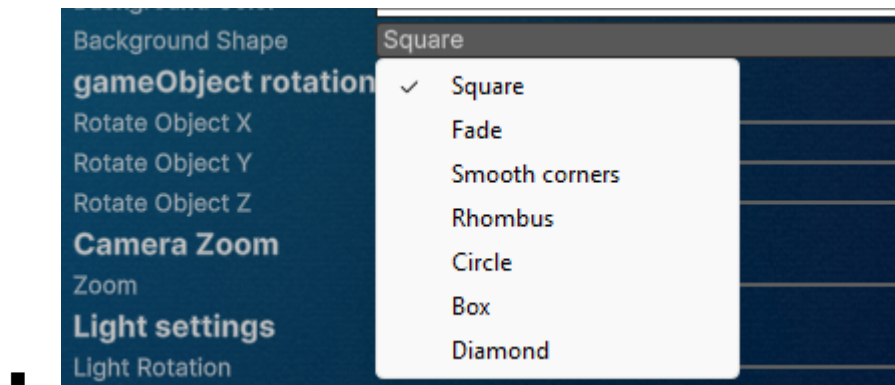 Background Shape
Square
gameObject rotation
Rotate Object X
Rotate Object Y
Rotate Object Z
Camera Zoom
Zoom
Light settings
Light Rotation
Square
Fade
Smooth corners
Rhombus
Circle
Box
Diamond